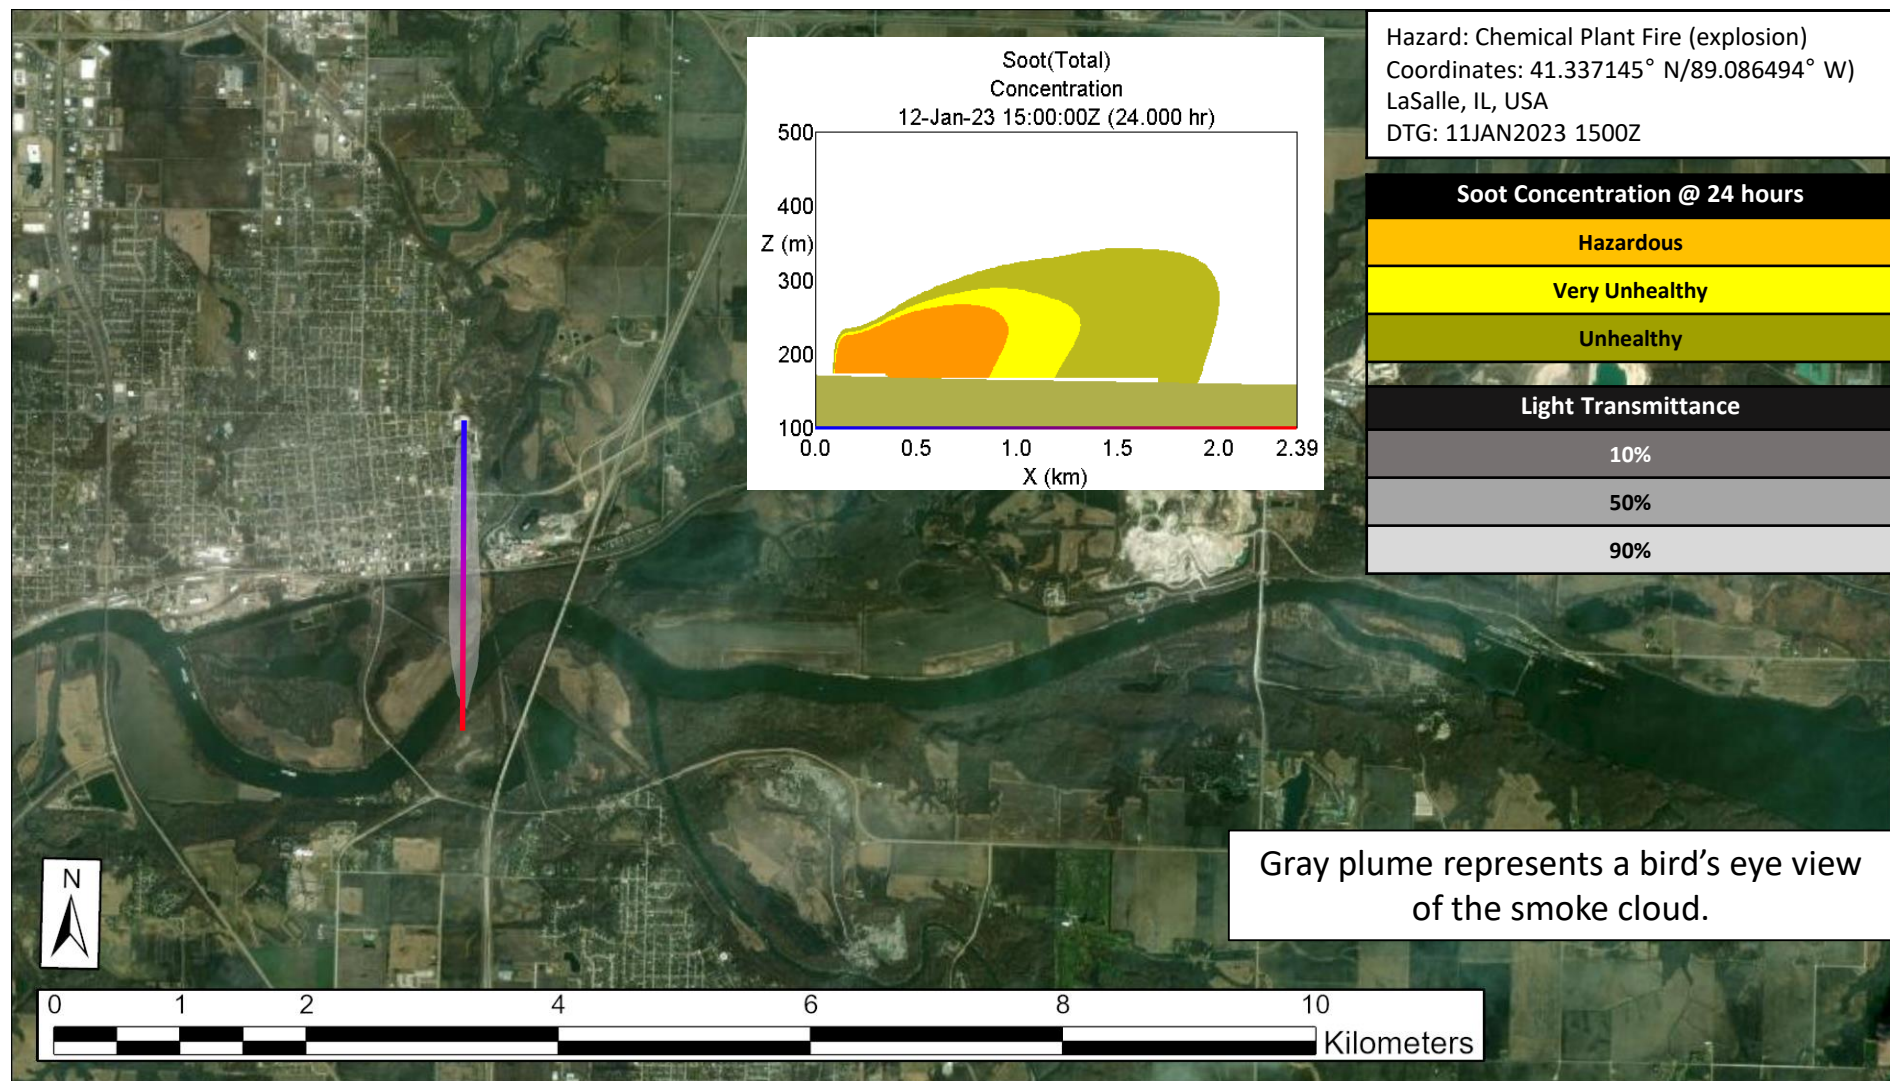 Hazard: Chemical Plant Fire (explosion)
Coordinates: 41.337145° N/89.086494° W)
LaSalle, IL, USA
DTG: 11JAN2023 1500Z
Soot(Total)
Concentration
12-Jan-23 15:00:00Z (24.000 hr)
500
400
Z (m)
300
200
100
0.0 0.5 1.0 1.5 2.0 2.39
X (km)
Soot Concentration @ 24 hours
Hazardous
Very Unhealthy
Unhealthy
Light Transmittance
10%
50%
90%
Gray plume represents a bird’s eye view
of the smoke cloud.
N
0 1 2 4 6 8 10
Kilometers